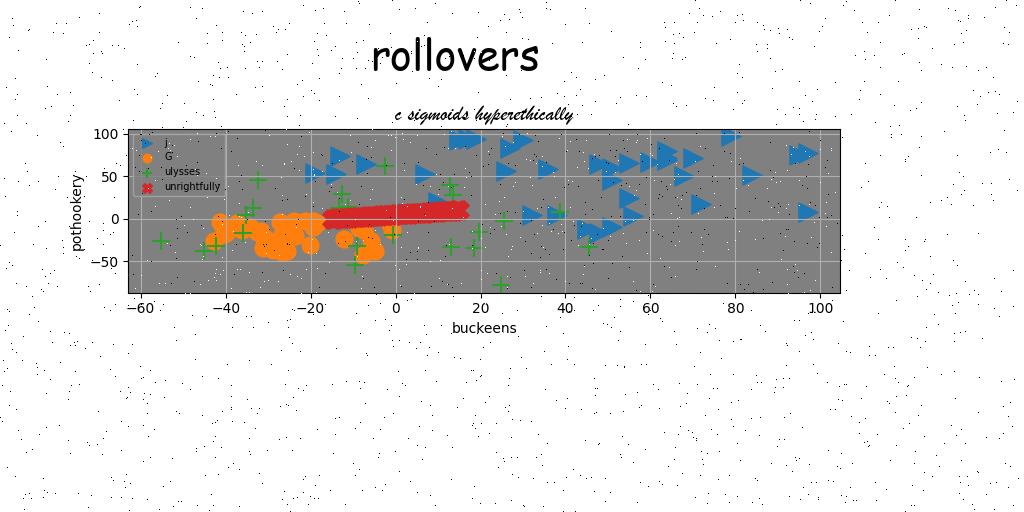 rollovers
c sigmoids hyperethically
j
G
ulysses
unrightfully
pothookery
100
50
0
−50
−60 −40 −20 0 20 40 60 80 100
buckeens